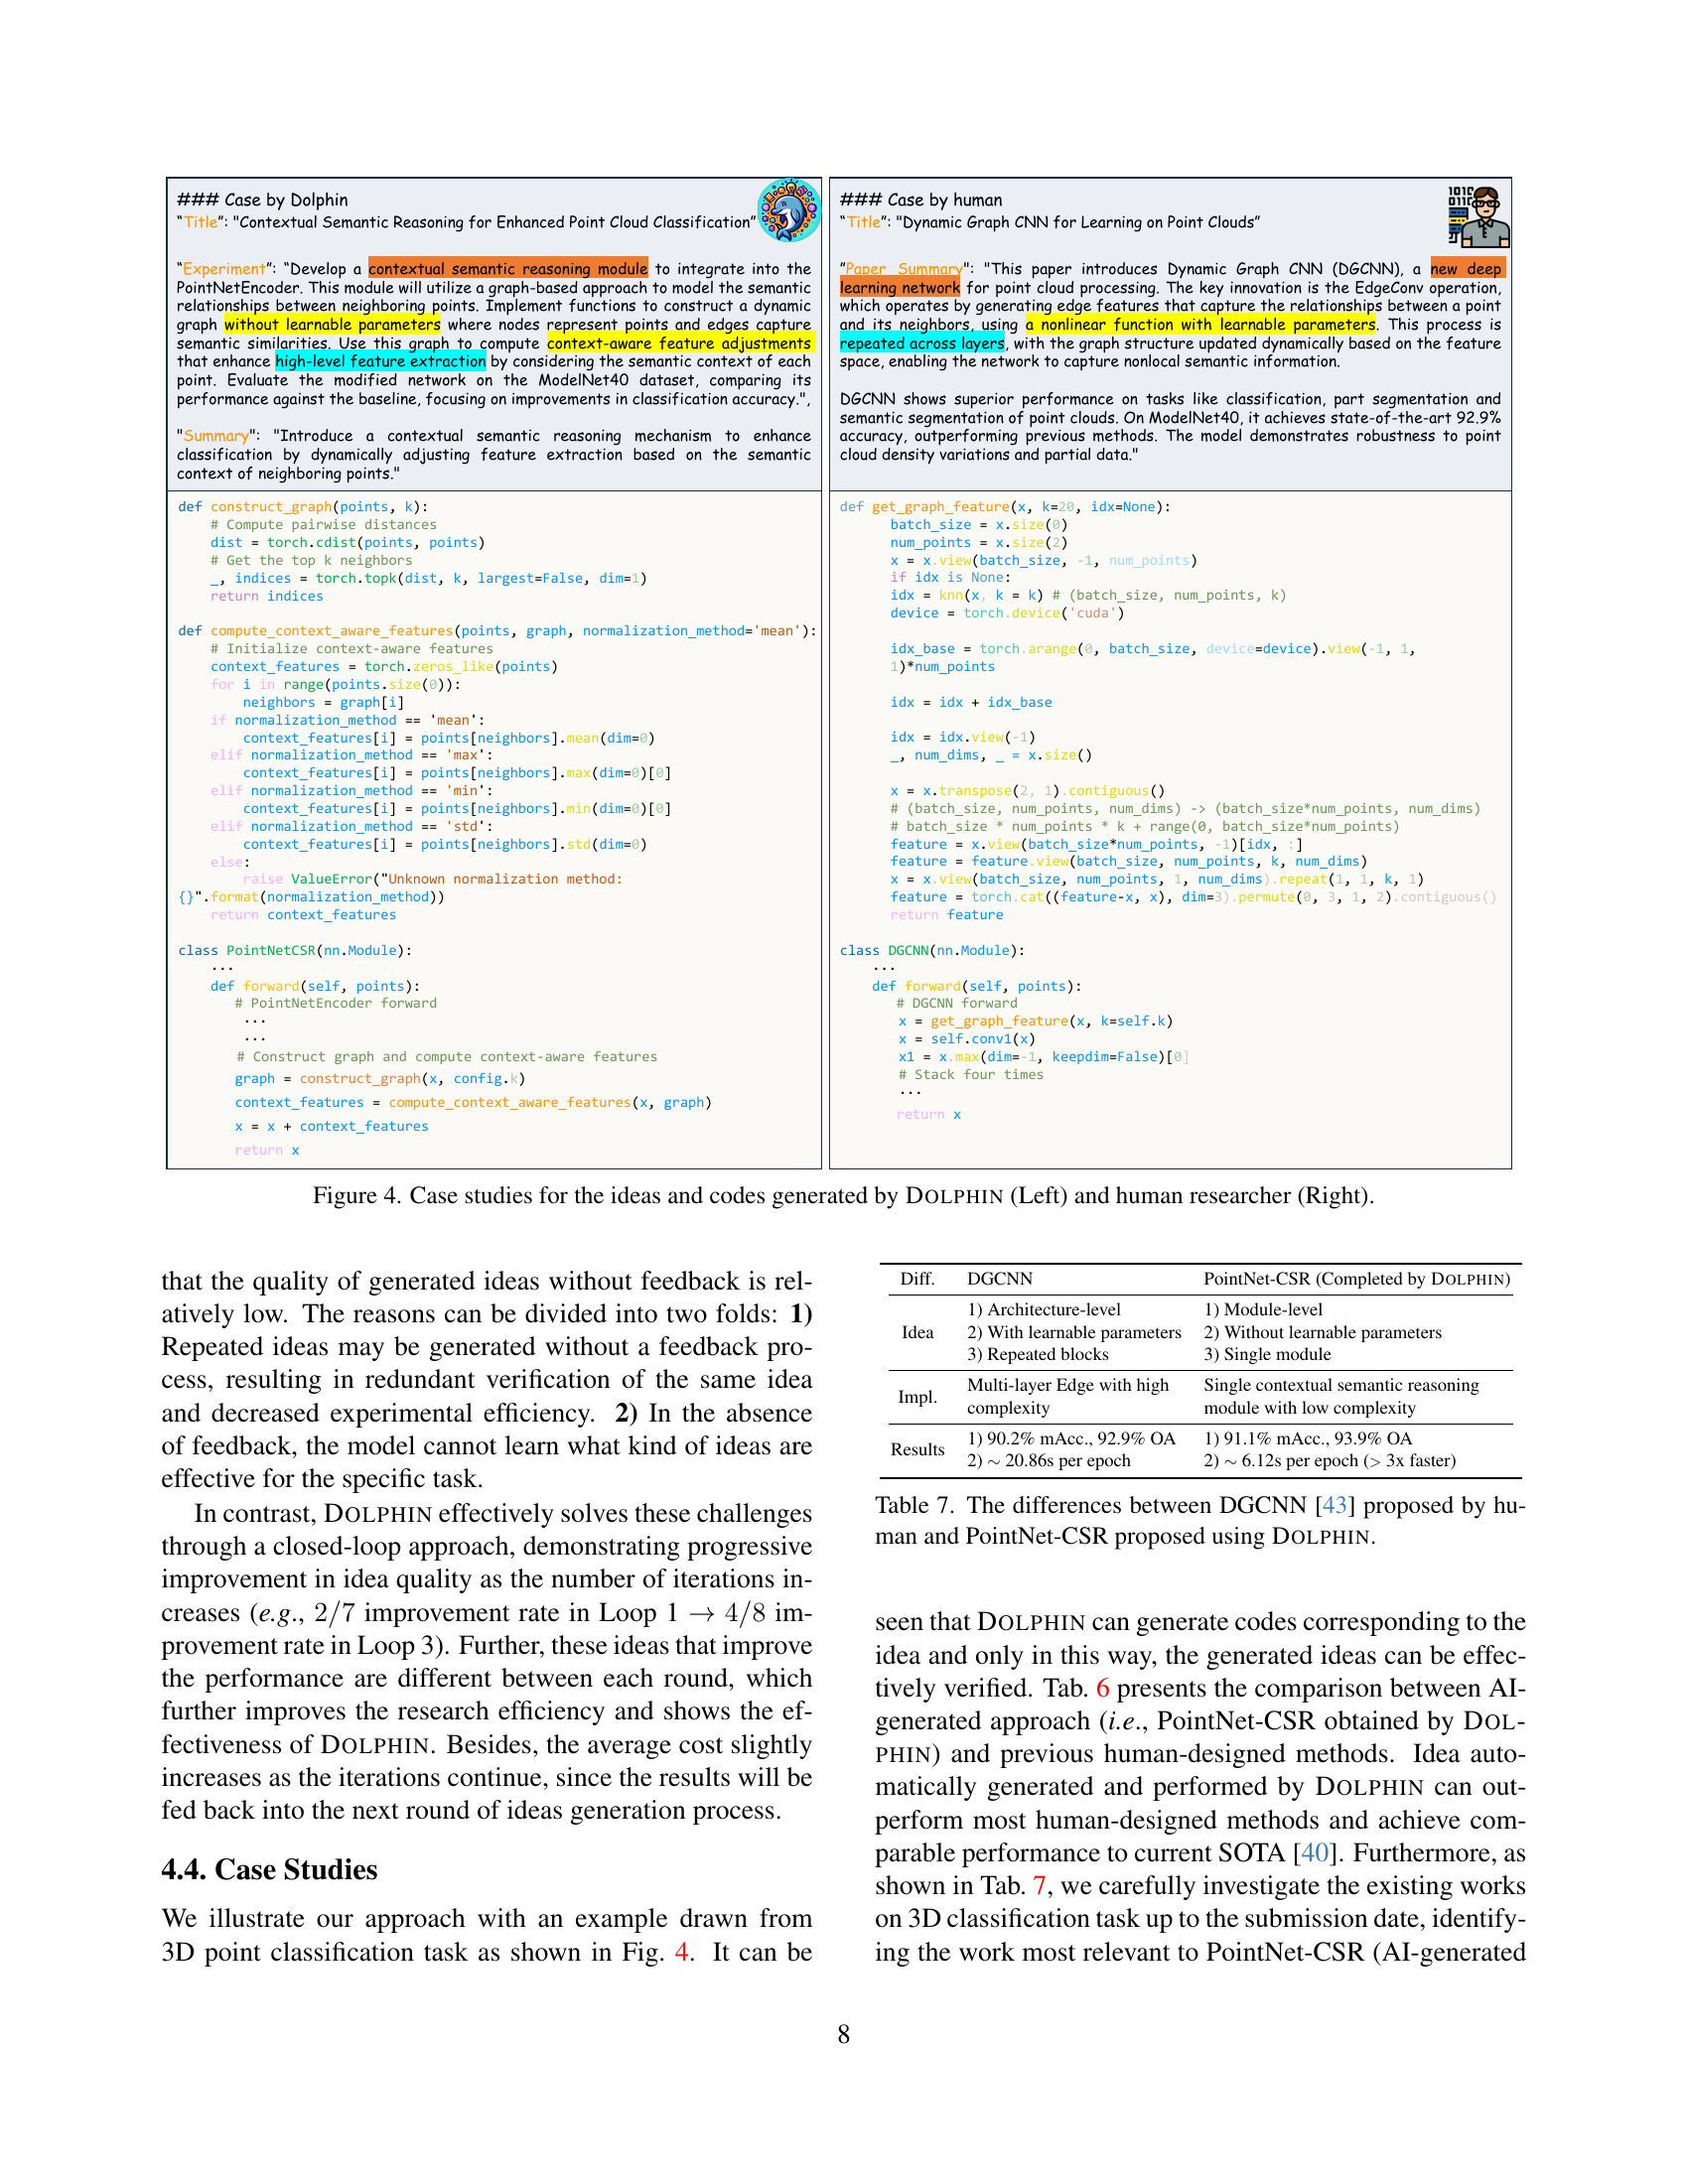 ### Case by Dolphin
“Title”: "Contextual Semantic Reasoning for Enhanced Point Cloud Classification”
“Experiment”: “Develop a contextual semantic reasoning module to integrate into the
PointNetEncoder. This module will utilize a graph-based approach to model the semantic
relationships between neighboring points. Implement functions to construct a dynamic
graph without learnable parameters where nodes represent points and edges capture
semantic similarities. Use this graph to compute context-aware feature adjustments
that enhance high-level feature extraction by considering the semantic context of each
point. Evaluate the modified network on the ModelNet40 dataset, comparing its
performance against the baseline, focusing on improvements in classification accuracy.",
"Summary": "Introduce a contextual semantic reasoning mechanism to enhance
classification by dynamically adjusting feature extraction based on the semantic
context of neighboring points."
def construct_graph(points, k):
# Compute pairwise distances
dist = torch.cdist(points, points)
# Get the top k neighbors
_, indices = torch.topk(dist, k, largest=False, dim=1)
return indices
def compute_context_aware_features(points, graph, normalization_method='mean'):
# Initialize context-aware features
context_features = torch.zeros_like(points)
for i in range(points.size(0)):
neighbors = graph[i]
if normalization_method == 'mean':
context_features[i] = points[neighbors].mean(dim=0)
elif normalization_method == 'max':
context_features[i] = points[neighbors].max(dim=0)[0]
elif normalization_method == 'min':
context_features[i] = points[neighbors].min(dim=0)[0]
elif normalization_method == 'std':
context_features[i] = points[neighbors].std(dim=0)
else:
raise ValueError("Unknown normalization method:
{}".format(normalization_method))
return context_features
class PointNetCSR(nn.Module):
...
def forward(self, points):
# PointNetEncoder forward
...
...
# Construct graph and compute context-aware features
graph = construct_graph(x, config.k)
context_features = compute_context_aware_features(x, graph)
x = x + context_features
return x
### Case by human
“Title”: "Dynamic Graph CNN for Learning on Point Clouds”
"Paper Summary": "This paper introduces Dynamic Graph CNN (DGCNN), a new deep
learning network for point cloud processing. The key innovation is the EdgeConv operation,
which operates by generating edge features that capture the relationships between a point
and its neighbors, using a nonlinear function with learnable parameters. This process is
repeated across layers, with the graph structure updated dynamically based on the feature
space, enabling the network to capture nonlocal semantic information.
DGCNN shows superior performance on tasks like classification, part segmentation and
semantic segmentation of point clouds. On ModelNet40, it achieves state-of-the-art 92.9%
accuracy, outperforming previous methods. The model demonstrates robustness to point
cloud density variations and partial data."
def get_graph_feature(x, k=20, idx=None):
batch_size = x.size(0)
num_points = x.size(2)
x = x.view(batch_size, -1, num_points)
if idx is None:
idx = knn(x, k = k) # (batch_size, num_points, k)
device = torch.device('cuda')
idx_base = torch.arange(0, batch_size, device=device).view(-1, 1,
1)*num_points
idx = idx + idx_base
idx = idx.view(-1)
_, num_dims, _ = x.size()
x = x.transpose(2, 1).contiguous()
# (batch_size, num_points, num_dims) -> (batch_size*num_points, num_dims)
# batch_size * num_points * k + range(0, batch_size*num_points)
feature = x.view(batch_size*num_points, -1)[idx, :]
feature = feature.view(batch_size, num_points, k, num_dims)
x = x.view(batch_size, num_points, 1, num_dims).repeat(1, 1, k, 1)
feature = torch.cat((feature-x, x), dim=3).permute(0, 3, 1, 2).contiguous()
return feature
class DGCNN(nn.Module):
...
def forward(self, points):
# DGCNN forward
x = get_graph_feature(x, k=self.k)
x = self.conv1(x)
x1 = x.max(dim=-1, keepdim=False)[0]
# Stack four times
...
return x
Figure 4. Case studies for the ideas and codes generated by DOLPHIN (Left) and human researcher (Right).
that the quality of generated ideas without feedback is rel-
atively low. The reasons can be divided into two folds: 1)
Repeated ideas may be generated without a feedback pro-
cess, resulting in redundant verification of the same idea
and decreased experimental efficiency. 2) In the absence
of feedback, the model cannot learn what kind of ideas are
effective for the specific task.
In contrast, DOLPHIN effectively solves these challenges
through a closed-loop approach, demonstrating progressive
improvement in idea quality as the number of iterations in-
creases (e.g., 2/7 improvement rate in Loop 1 → 4/8 im-
provement rate in Loop 3). Further, these ideas that improve
the performance are different between each round, which
further improves the research efficiency and shows the ef-
fectiveness of DOLPHIN. Besides, the average cost slightly
increases as the iterations continue, since the results will be
fed back into the next round of ideas generation process.
4.4. Case Studies
We illustrate our approach with an example drawn from
3D point classification task as shown in Fig. 4. It can be
Diff. DGCNN PointNet-CSR (Completed by DOLPHIN)
1) Architecture-level 1) Module-level
Idea 2) With learnable parameters 2) Without learnable parameters
3) Repeated blocks 3) Single module
Impl. Multi-layer Edge with high Single contextual semantic reasoning
complexity module with low complexity
Results 1) 90.2% mAcc., 92.9% OA 1) 91.1% mAcc., 93.9% OA
2) ∼ 20.86s per epoch 2) ∼ 6.12s per epoch (> 3x faster)
Table 7. The differences between DGCNN [43] proposed by hu-
man and PointNet-CSR proposed using DOLPHIN.
seen that DOLPHIN can generate codes corresponding to the
idea and only in this way, the generated ideas can be effec-
tively verified. Tab. 6 presents the comparison between AI-
generated approach (i.e., PointNet-CSR obtained by DOL-
PHIN) and previous human-designed methods. Idea auto-
matically generated and performed by DOLPHIN can out-
perform most human-designed methods and achieve com-
parable performance to current SOTA [40]. Furthermore, as
shown in Tab. 7, we carefully investigate the existing works
on 3D classification task up to the submission date, identify-
ing the work most relevant to PointNet-CSR (AI-generated
8